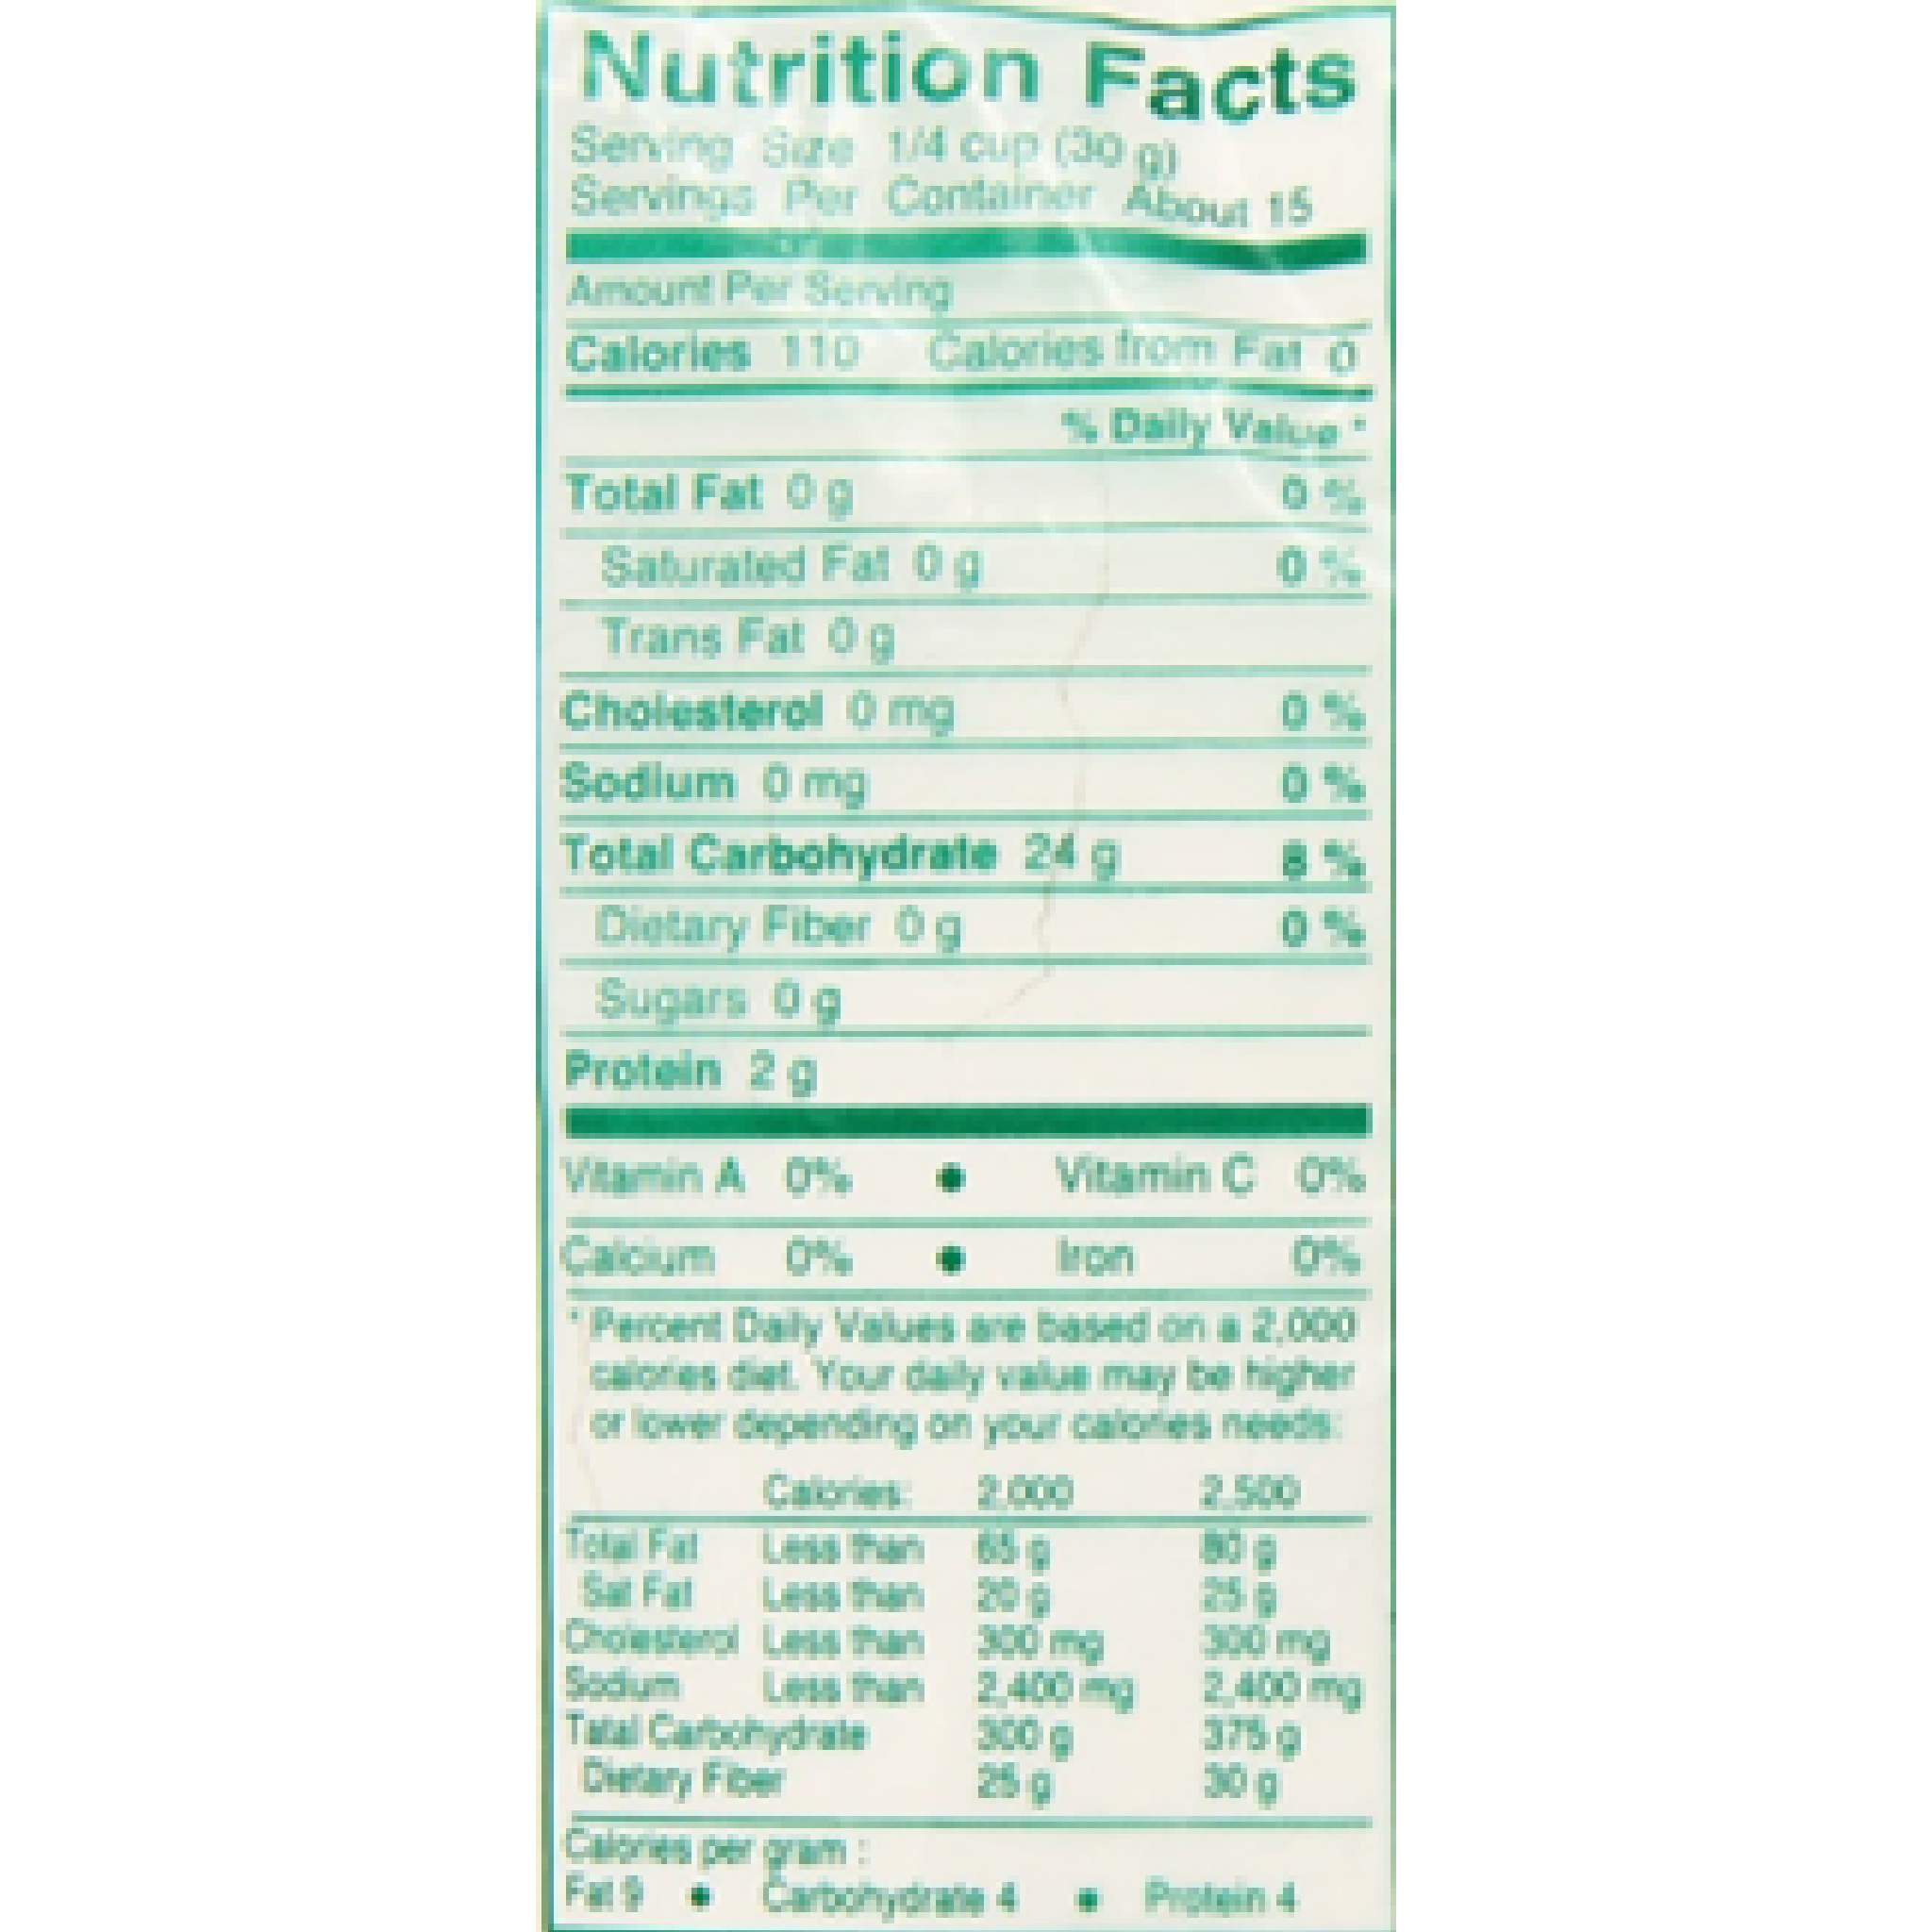 Nutrition Facts
Serving Size 1/4 cup (30 g)
Servings Per Container About 15
Amount Per Serving
Calories 110 Calories from Fat 0
% Daily Value *
Total Fat 0 g 0 %
Saturated Fat 0 g 0 %
Trans Fat 0 g
Cholesterol 0 mg 0 %
Sodium 0 mg 0 %
Total Carbohydrate 24 g 8 %
Dietary Fiber 0 g 0 %
Sugars 0 g
Protein 2 g
Vitamin A 0% ● Vitamin C 0%
Calcium 0% ● Iron 0%
* Percent Daily Values are based on a 2,000
calories diet. Your daily value may be higher
or lower depending on your calories needs:
Calories: 2,000 2,500
Total Fat Less than 65 g 80 g
Sat Fat Less than 20 g 25 g
Cholesterol Less than 300 mg 300 mg
Sodium Less than 2,400 mg 2,400 mg
Tatal Carbohydrate 300 g 375 g
Dietary Fiber 25 g 30 g
Calories per gram :
Fat 9 ● Carbohydrate 4 ● Protein 4